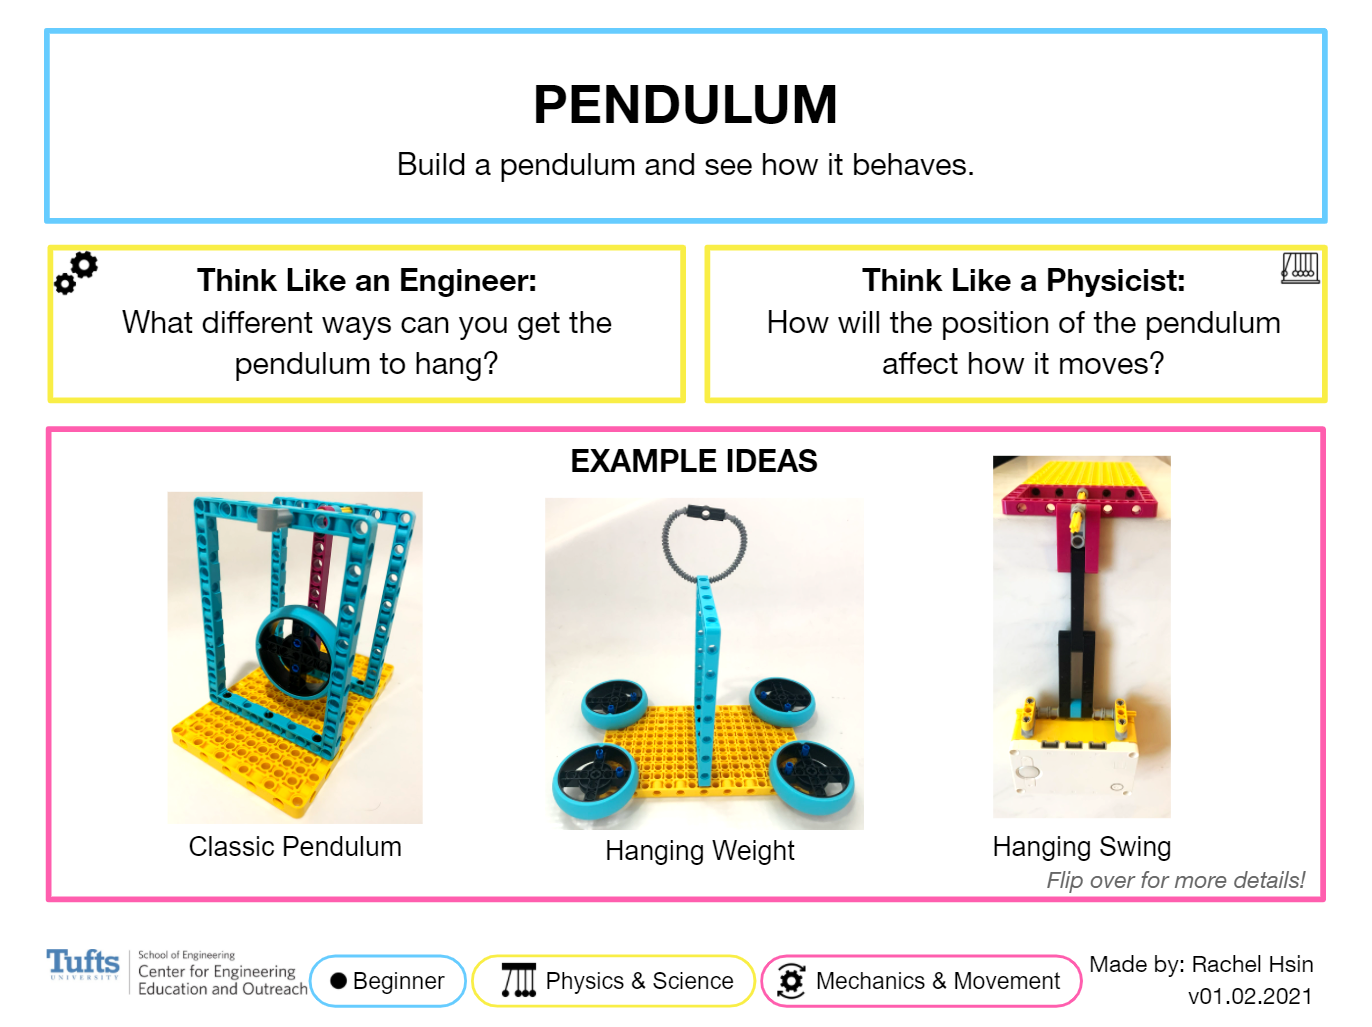 PENDULUM
Build a pendulum and see how it behaves.
Think Like an Engineer:
What different ways can you get the
pendulum to hang?
Think Like a Physicist:
How will the position of the pendulum
affect how it moves?
EXAMPLE IDEAS
Classic Pendulum
Hanging Weight
Hanging Swing
Flip over for more details!
Tufts
UNIVERSITY
School of Engineering
Center for Engineering
Education and Outreach
Beginner
Physics & Science
Mechanics & Movement
Made by: Rachel Hsin
v01.02.2021